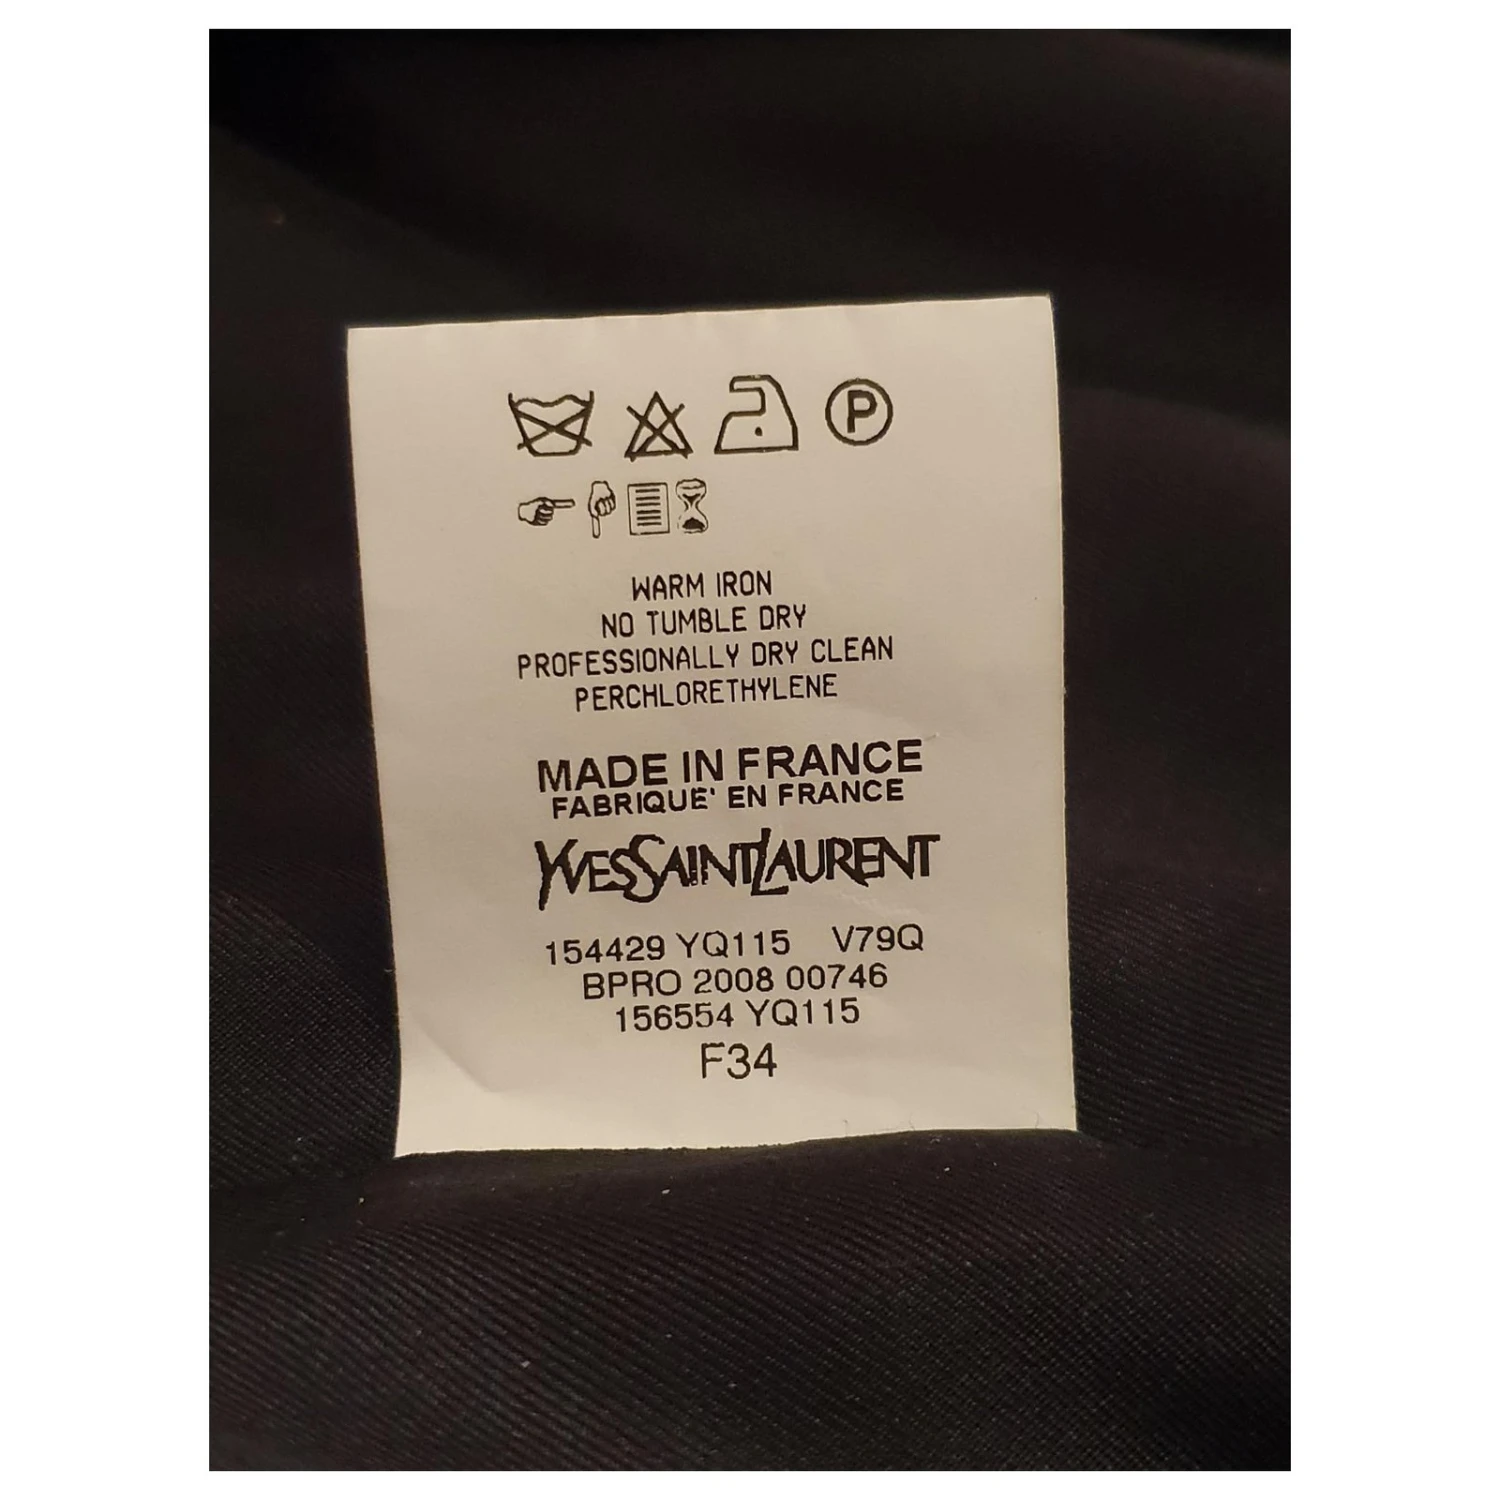 P
WARM IRON
NO TUMBLE DRY
PROFESSIONALLY DRY CLEAN
PERCHLORETHYLENE
MADE IN FRANCE
FABRIQUE' EN FRANCE
YVESSAINTLAURENT
154429 YQ115 V79Q
BPRO 2008 00746
156554 YQ115
F34